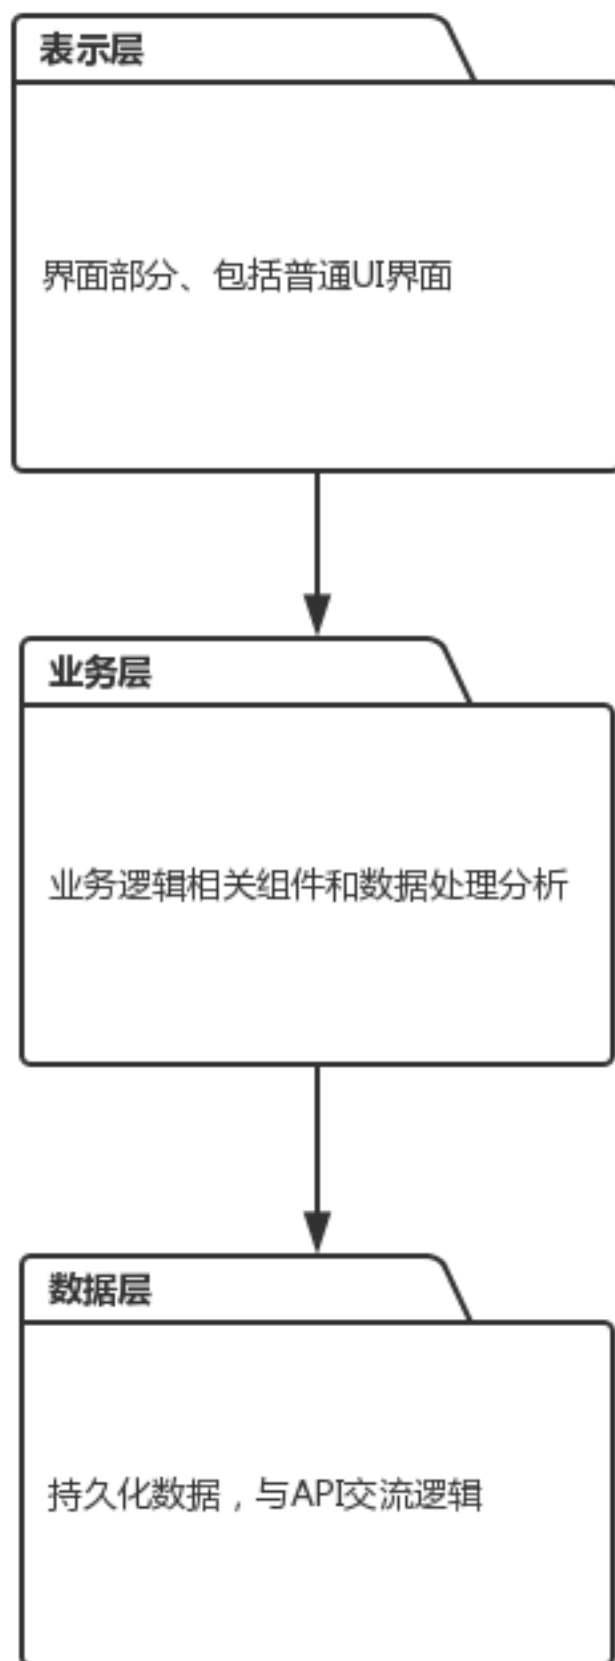 表示层
界面部分、包括普通UI界面
业务层
业务逻辑相关组件和数据处理分析
数据层
持久化数据，与API交流逻辑